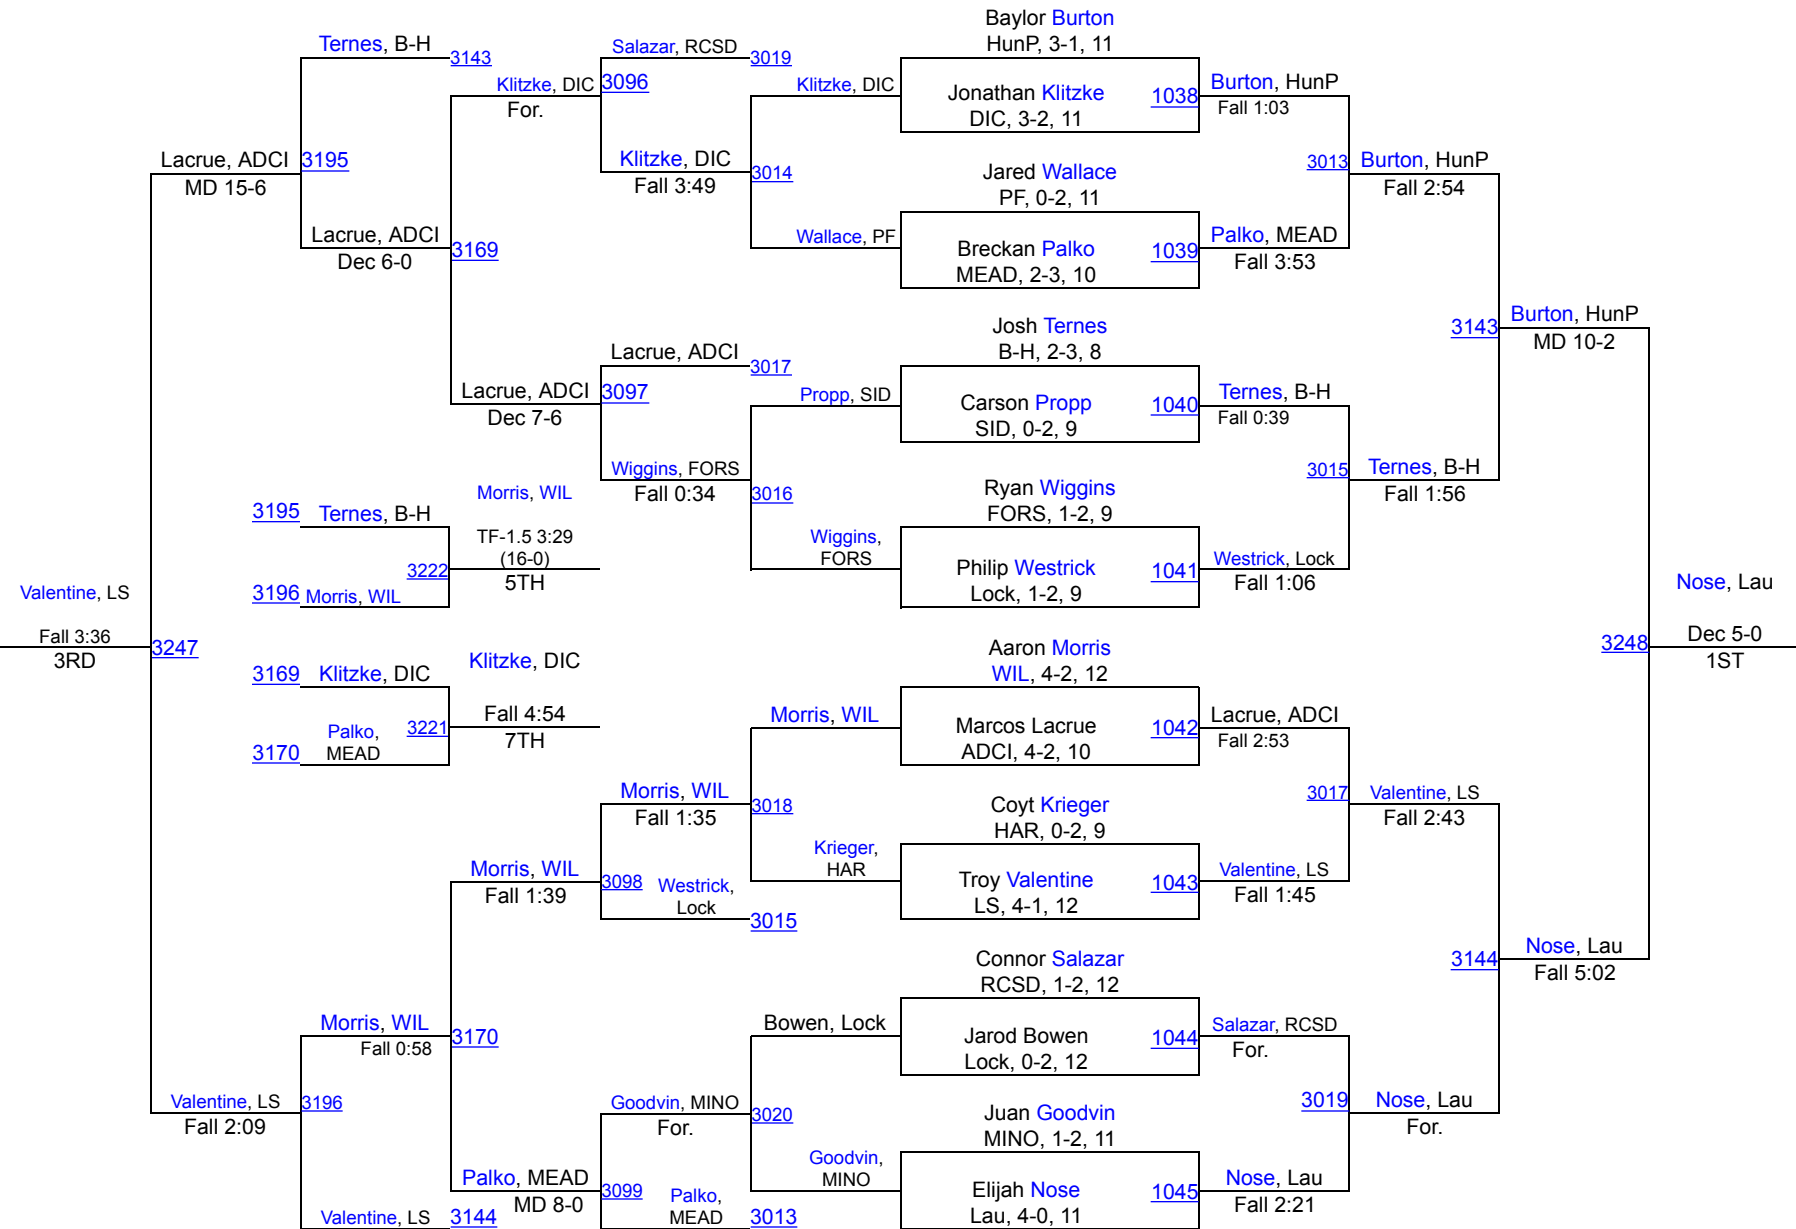 Baylor Burton
HunP, 3-1, 11
Jonathan Klitzke
DIC, 3-2, 11
1038
Jared Wallace
PF, 0-2, 11
Breckan Palko
MEAD, 2-3, 10
1039
Josh Ternes
B-H, 2-3, 8
Carson Propp
SID, 0-2, 9
1040
Ryan Wiggins
FORS, 1-2, 9
Philip Westrick
Lock, 1-2, 9
1041
Aaron Morris
WIL, 4-2, 12
Marcos Lacrue
ADCI, 4-2, 10
1042
Coyt Krieger
HAR, 0-2, 9
Troy Valentine
LS, 4-1, 12
1043
Connor Salazar
RCSD, 1-2, 12
Jarod Bowen
Lock, 0-2, 12
1044
Juan Goodvin
MINO, 1-2, 11
Elijah Nose
Lau, 4-0, 11
1045
Burton, HunP
Fall 1:03
3013
Palko, MEAD
Fall 3:53
Ternes, B-H
Fall 0:39
3015
Westrick, Lock
Fall 1:06
Lacrue, ADCI
Fall 2:53
3017
Valentine, LS
Fall 1:45
Salazar, RCSD
For.
3019
Nose, Lau
Fall 2:21
Burton, HunP
Fall 2:54
3143
Ternes, B-H
Fall 1:56
Valentine, LS
Fall 2:43
3144
Nose, Lau
For.
Burton, HunP
MD 10-2
3248
Nose, Lau
Fall 5:02
Nose, Lau
Dec 5-0
1ST
Klitzke, DIC
3014
Wallace, PF
Propp, SID
3016
Wiggins,
FORS
Morris, WIL
3018
Krieger,
HAR
Bowen, Lock
3020
Goodvin,
MINO
Salazar, RCSD
3019
3096
Klitzke, DIC
Fall 3:49
Lacrue, ADCI
3017
3097
Wiggins, FORS
Fall 0:34
Morris, WIL
Fall 1:35
3098
Westrick,
Lock
3015
Goodvin, MINO
For.
3099
Palko,
MEAD
3013
Klitzke, DIC
For.
3169
Lacrue, ADCI
Dec 7-6
Morris, WIL
Fall 1:39
3170
Palko, MEAD
MD 8-0
Ternes, B-H
3143
3195
Lacrue, ADCI
Dec 6-0
Morris, WIL
Fall 0:58
3196
Valentine, LS
3144
Lacrue, ADCI
MD 15-6
3247
Valentine, LS
Fall 2:09
Valentine, LS
Fall 3:36
3RD
3195
Ternes, B-H
3222
3196
Morris, WIL
Morris, WIL
TF-1.5 3:29
(16-0)
5TH
3169
Klitzke, DIC
3221
3170
Palko,
MEAD
Klitzke, DIC
Fall 4:54
7TH